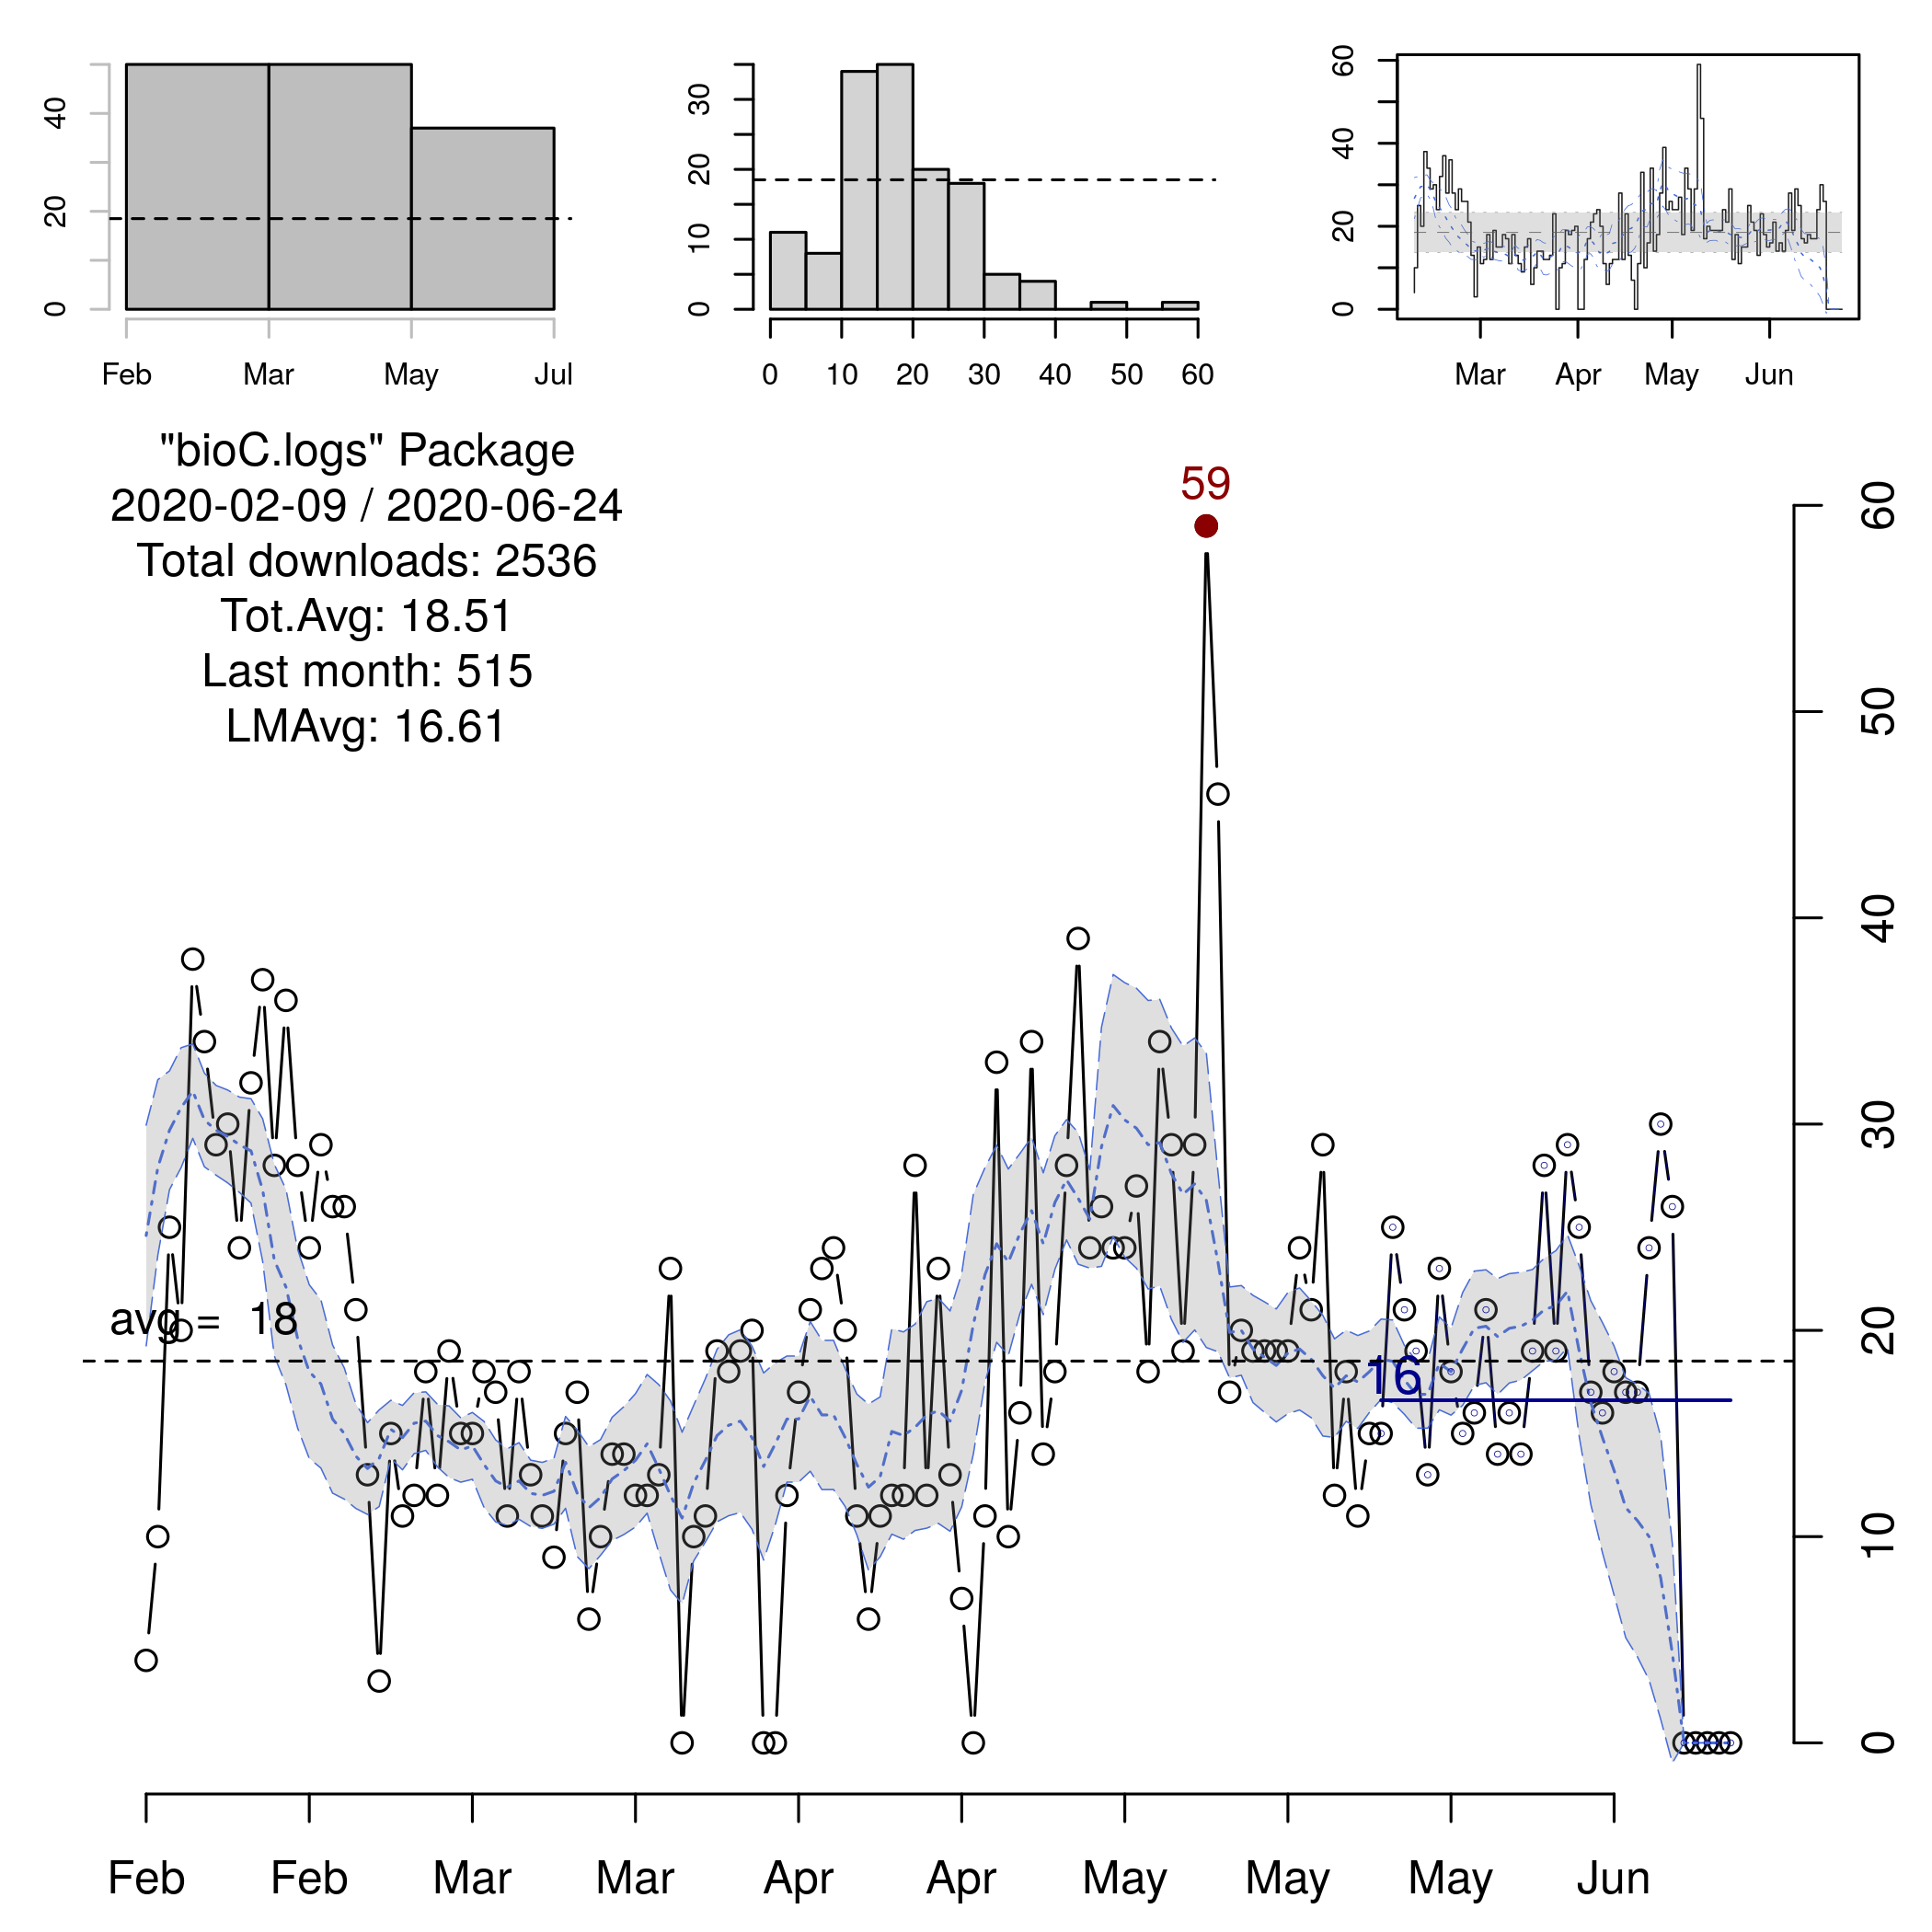 40
20
0
Feb Mar May Jul
30
20
10
0
0 10 20 30 40 50 60
60
40
20
0
Mar Apr May Jun
"bioC.logs" Package
2020-02-09 / 2020-06-24
Total downloads: 2536
Tot.Avg: 18.51
Last month: 515
LMAvg: 16.61
59
avg = 18
16
60
50
40
30
20
10
0
Feb Feb Mar Mar Apr Apr May May May Jun